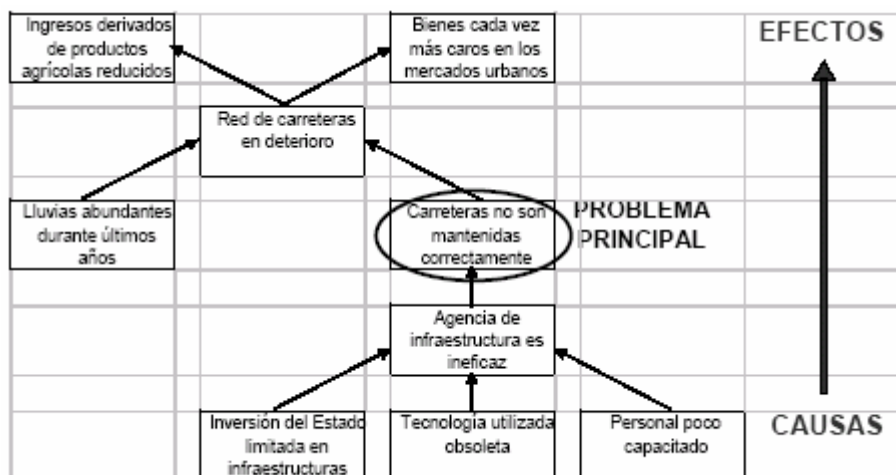 Ingresos derivados
de productos
agrícolas reducidos
Bienes cada vez
más caros en los
mercados urbanos
EFECTOS
Red de carreteras
en deterioro
Lluvias abundantes
durante últimos
años
Carreteras no son
mantenidas
correctamente
PROBLEMA
PRINCIPAL
Agencia de
infraestructura es
ineficaz
Inversión del Estado
limitada en
infraestructuras
Tecnología utilizada
obsoleta
Personal poco
capacitado
CAUSAS